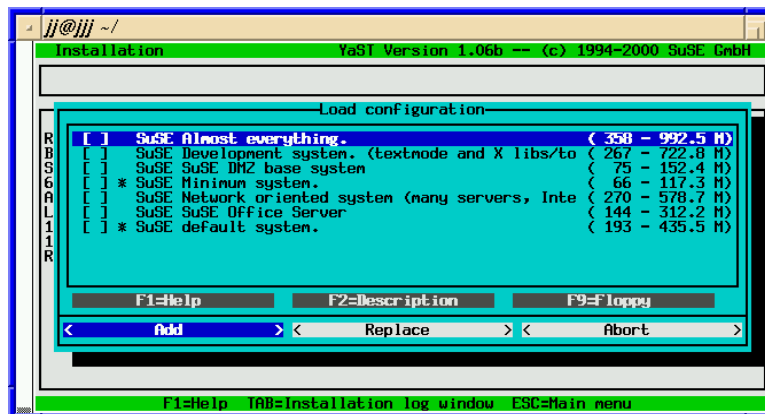 jj@jjj ~/
Installation YaST Version 1.06b -- (c) 1994-2000 SuSE GmbH
Load configuration
R [ ] SuSE Almost everything. ( 358 - 992.5 M)
B [ ] SuSE Development system. (textmode and X libs/to ( 267 - 722.8 M)
S [ ] SuSE SuSE DMZ base system ( 75 - 152.4 M)
6 [ ] * SuSE Minimum system. ( 66 - 117.3 M)
A [ ] SuSE Network oriented system (many servers, Inte ( 270 - 578.7 M)
L [ ] SuSE SuSE Office Server ( 144 - 312.2 M)
1 [ ] * SuSE default system. ( 193 - 435.5 M)
1
R
F1=Help F2=Description F9=Floppy
< Add > < Replace > < Abort >
F1=Help TAB=Installation log window ESC=Main menu